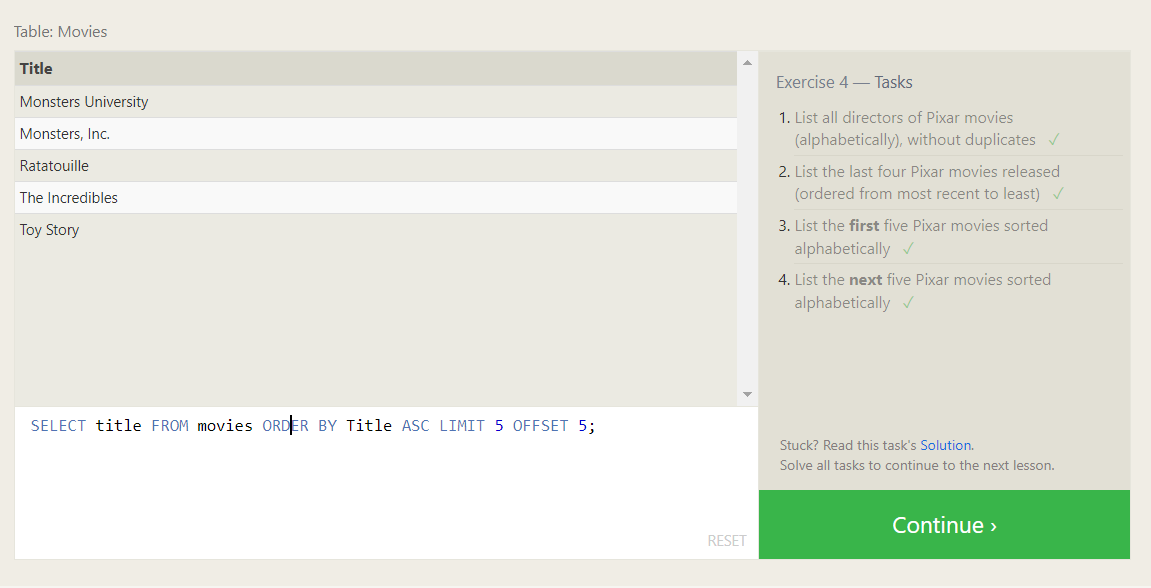 Table: Movies
Title
Monsters University
Monsters, Inc.
Ratatouille
The Incredibles
Toy Story
SELECT title FROM movies ORDER BY Title ASC LIMIT 5 OFFSET 5;
RESET
Exercise 4 — Tasks
1. List all directors of Pixar movies
(alphabetically), without duplicates ✓
2. List the last four Pixar movies released
(ordered from most recent to least) ✓
3. List the first five Pixar movies sorted
alphabetically ✓
4. List the next five Pixar movies sorted
alphabetically ✓
Stuck? Read this task's Solution.
Solve all tasks to continue to the next lesson.
Continue ›